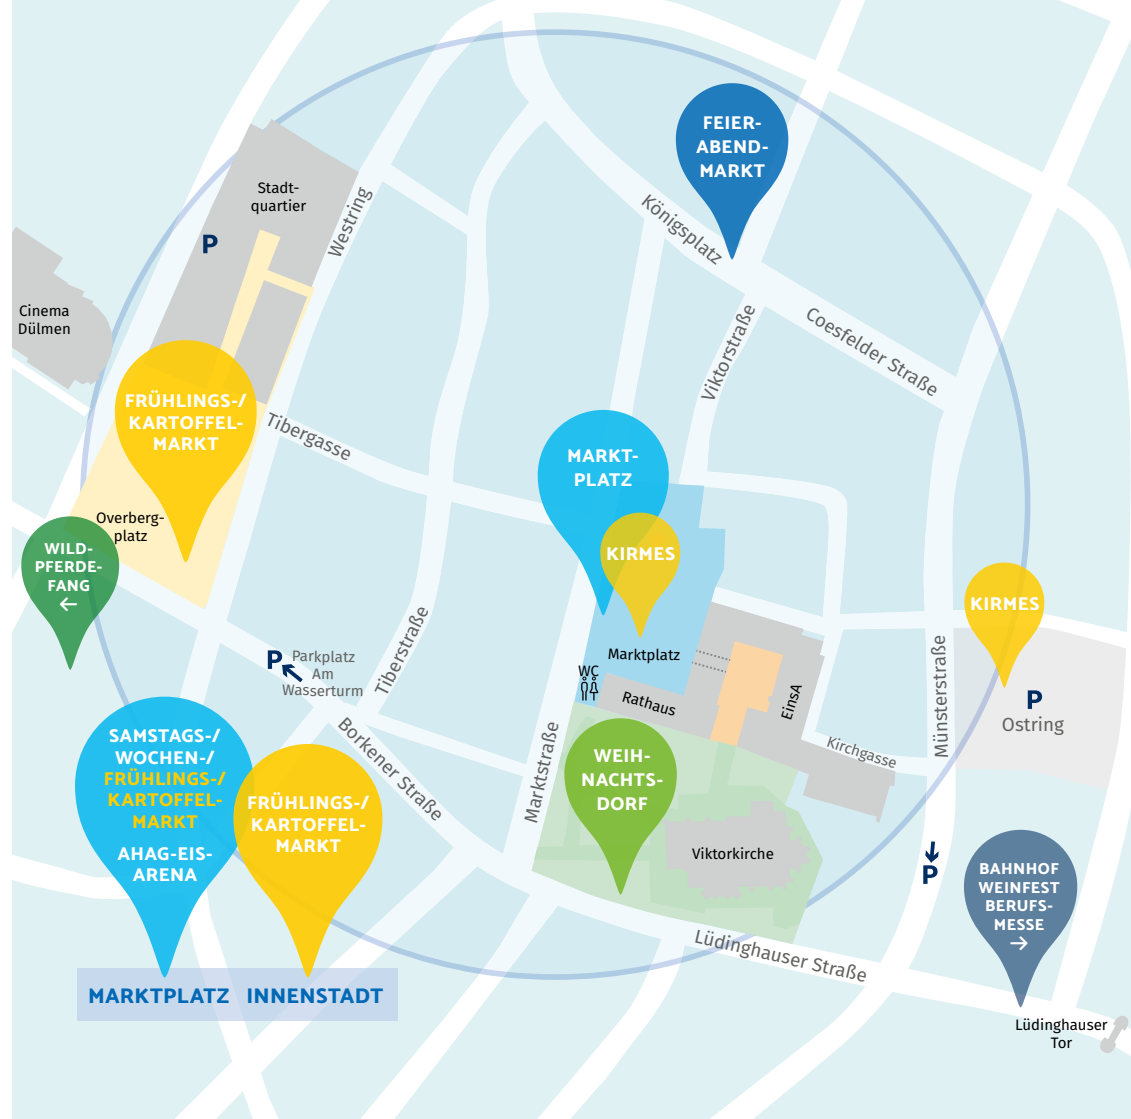 FEIER-
ABEND-
MARKT
Stadt-
quartier
P
Westring
Königsplatz
Cinema
Dülmen
Coesfelder Straße
Viktorstraße
FRÜHLINGS-/
KARTOFFEL-
MARKT
Tibergasse
MARKT-
PLATZ
Overberg-
platz
WILD-
PFERDE-
FANG
←
KIRMES
KIRMES
Tiberstraße
P
Parkplatz
Am
Wasserturm
Marktplatz
WC
Rathaus
EinsA
Münsterstraße
P
Ostring
SAMSTAGS-/
WOCHEN-/
FRÜHLINGS-/
KARTOFFEL-
MARKT
AHAG-EIS-
ARENA
FRÜHLINGS-/
KARTOFFEL-
MARKT
Borkener Straße
Marktstraße
WEIH-
NACHTS-
DORF
Kirchgasse
Viktorkirche
P
BAHNHOF
WEINFEST
BERUFS-
MESSE
→
Lüdinghauser Straße
MARKTPLATZ INNENSTADT
Lüdinghauser
Tor